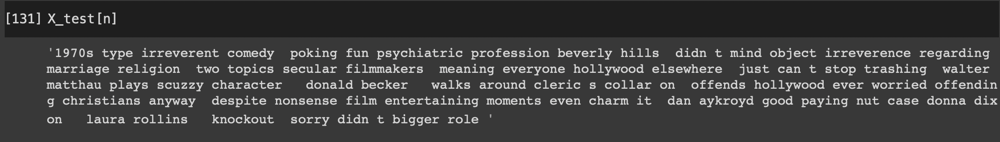 [131] X_test[n]
'1970s type irreverent comedy  poking fun psychiatric profession beverly hills  didn t mind object irreverence regarding
marriage religion  two topics secular filmmakers  meaning everyone hollywood elsewhere  just can t stop trashing  walter
matthau plays scuzzy character   donald becker   walks around cleric s collar on  offends hollywood ever worried offendin
g christians anyway  despite nonsense film entertaining moments even charm it  dan aykroyd good paying nut case donna dix
on   laura rollins   knockout  sorry didn t bigger role '